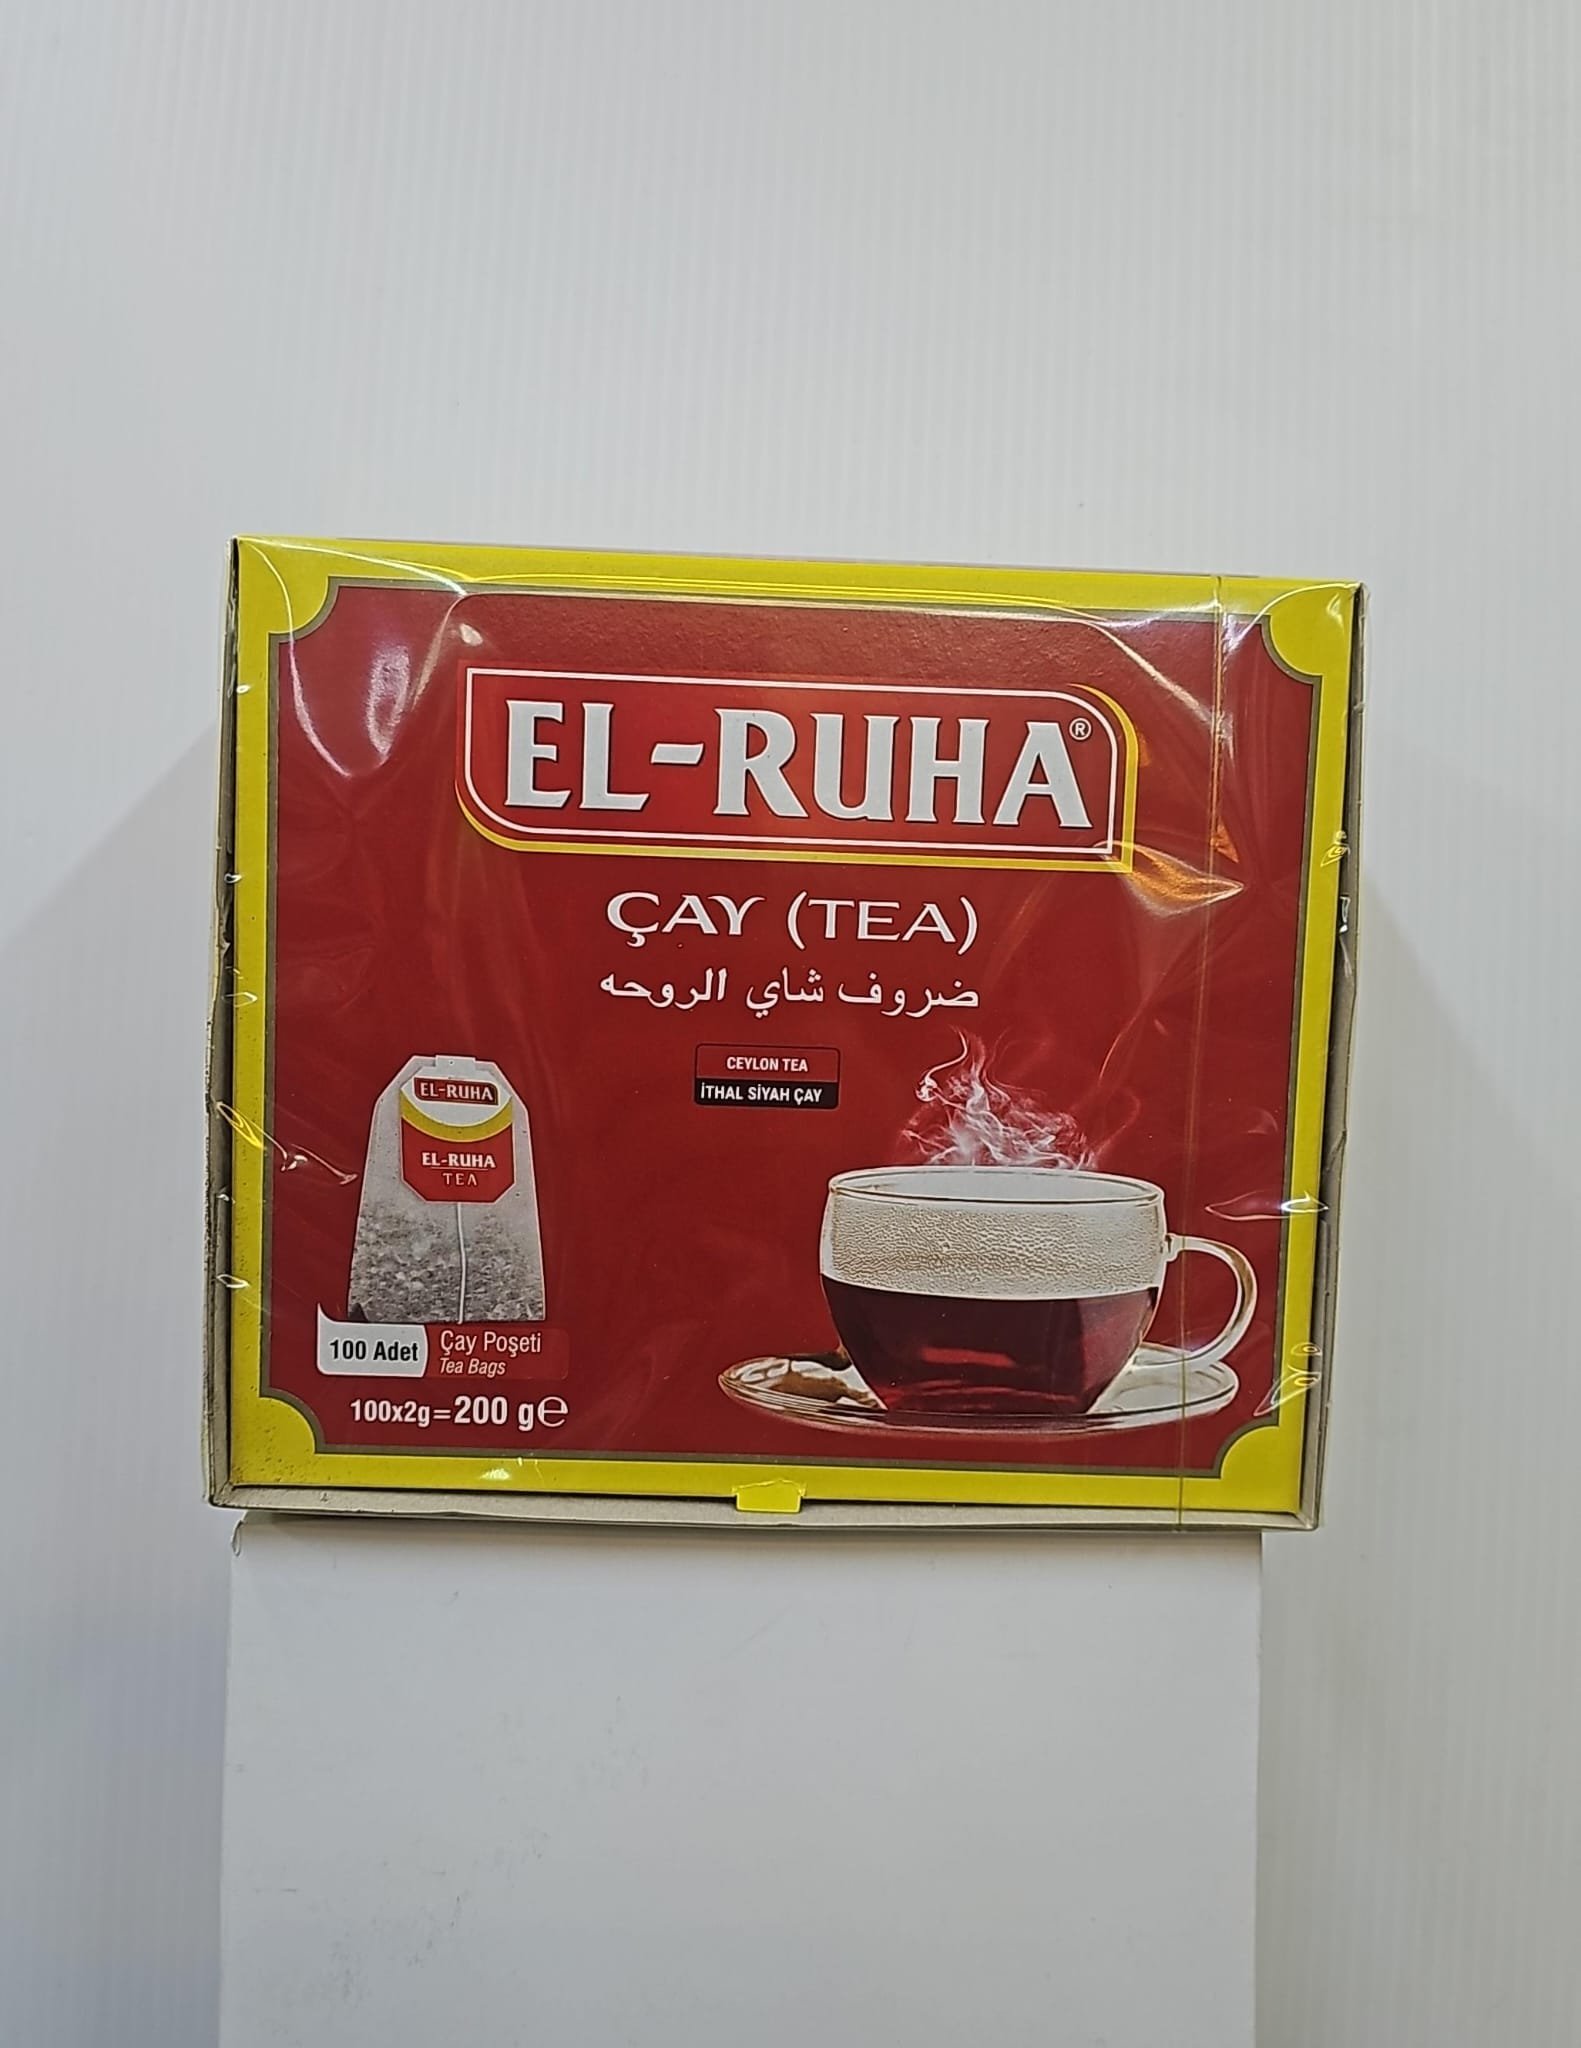 EL-RUHA®
ÇAY (TEA)
ضروف شاي الروحه
CEYLON TEA
İTHAL SİYAH ÇAY
EL-RUHA
EL-RUHA
TEA
100 Adet
Çay Poşeti
Tea Bags
100x2g=200 g℮